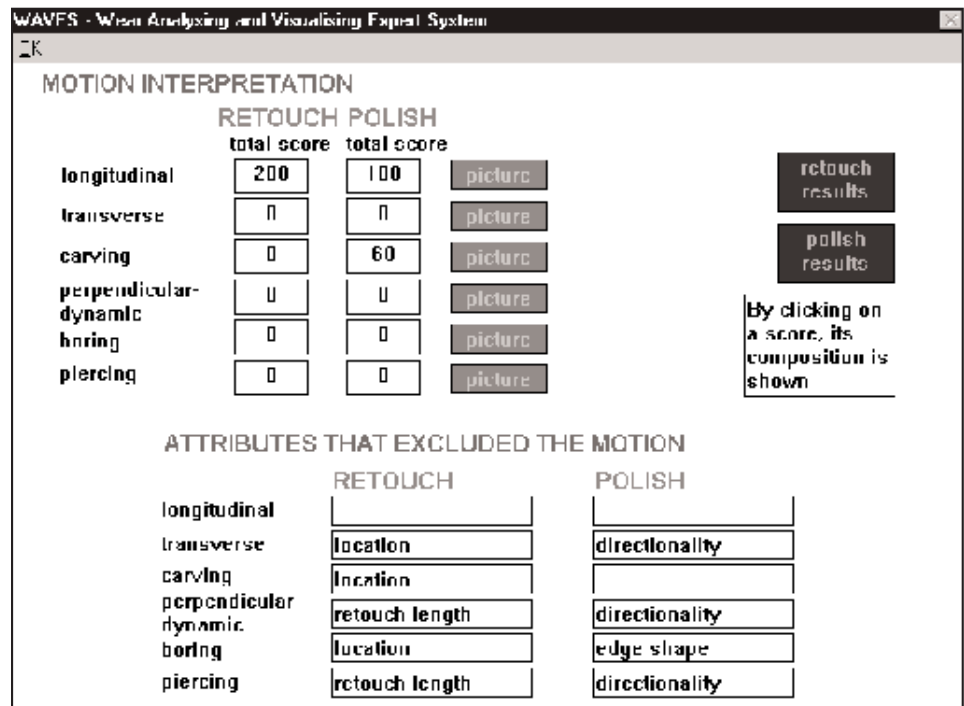 WAVES - Wear Analysing and Visualising Expert System
MOTION INTERPRETATION
RETOUCH POLISH
total score total score
longitudinal 200 100 picture
transverse 0 0 picture
carving 0 60 picture
perpendicular-
dynamic 0 0 picture
boring 0 0 picture
piercing 0 0 picture
retouch
results
polish
results
By clicking on
a score, its
composition is
shown
ATTRIBUTES THAT EXCLUDED THE MOTION
RETOUCH POLISH
longitudinal
transverse location directionality
carving location
perpendicular
dynamic retouch length directionality
boring location edge shape
piercing retouch length directionality